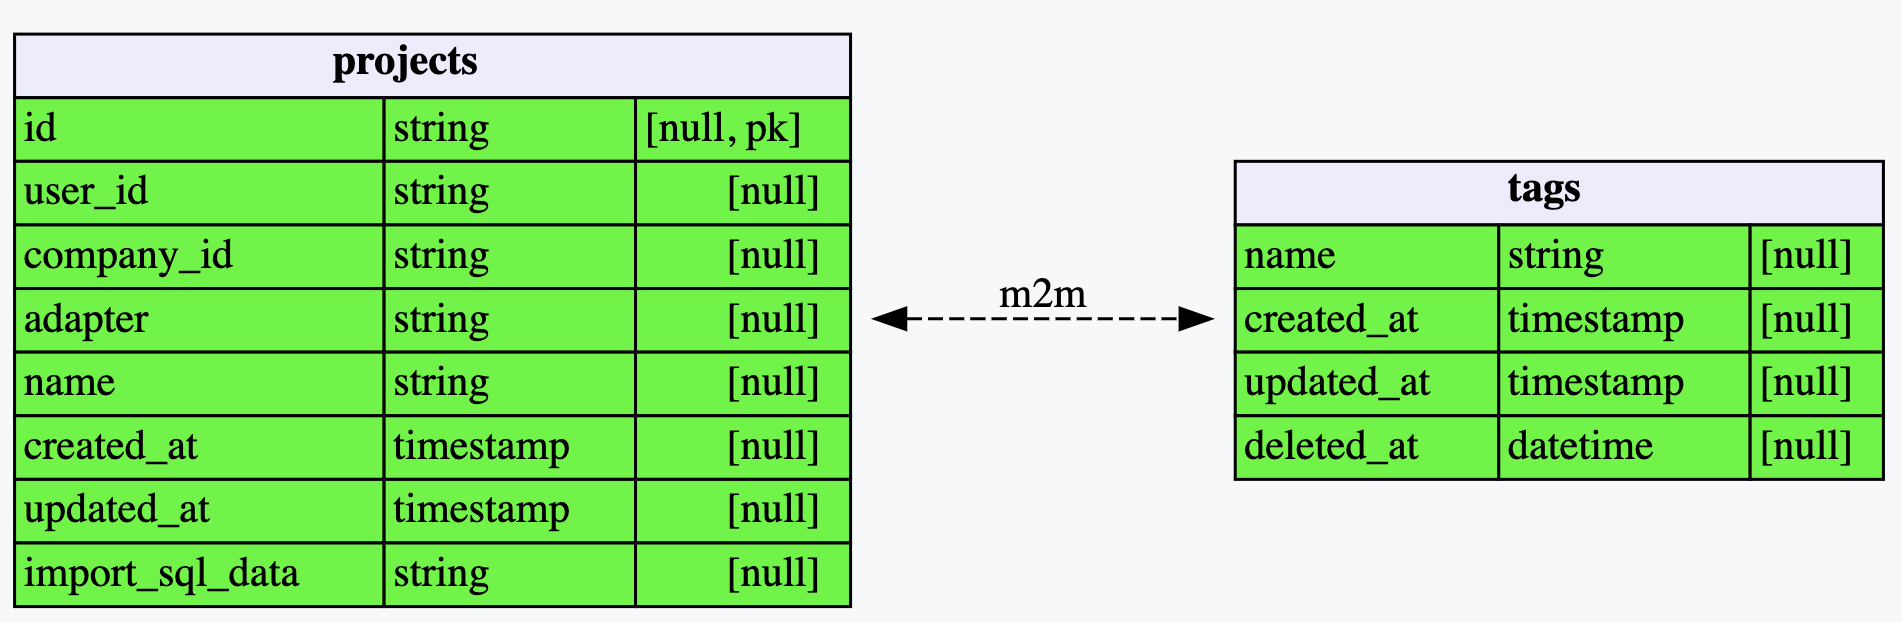 projects
id string [null, pk]
user_id string [null]
company_id string [null]
adapter string [null]
name string [null]
created_at timestamp [null]
updated_at timestamp [null]
import_sql_data string [null]
m2m
tags
name string [null]
created_at timestamp [null]
updated_at timestamp [null]
deleted_at datetime [null]